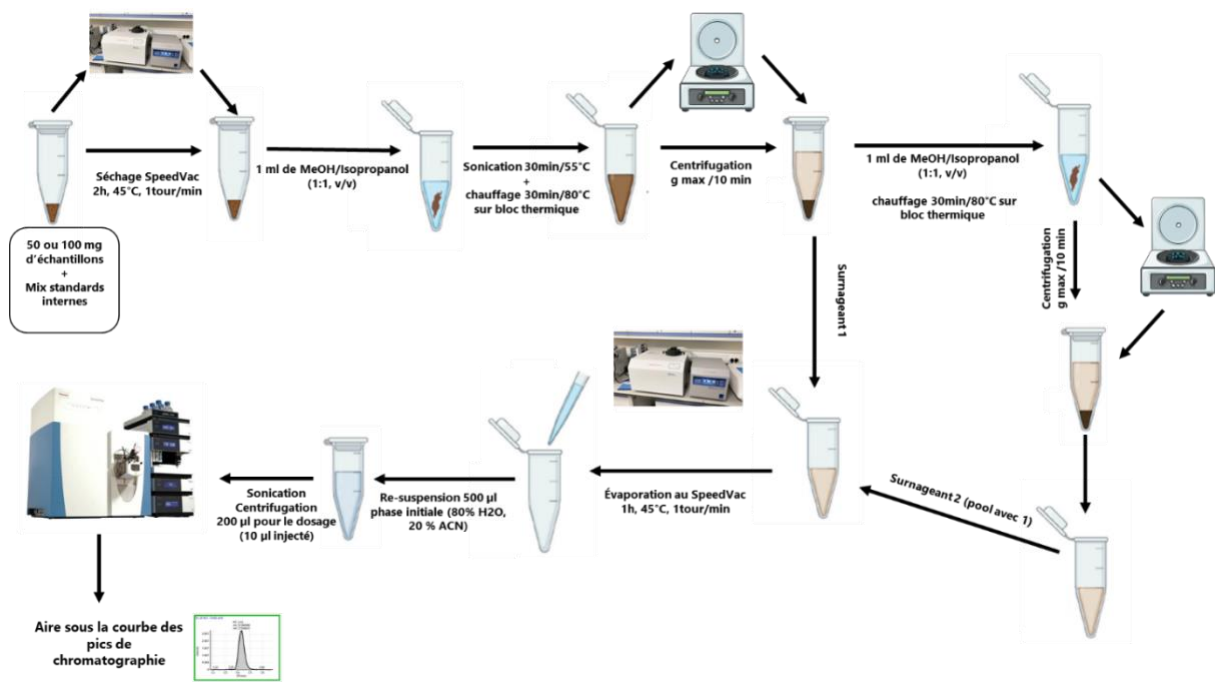 Séchage SpeedVac
2h, 45°C, 1tour/min
1 ml de MeOH/Isopropanol
(1:1, v/v)
Sonication 30min/55°C
+
chauffage 30min/80°C
sur bloc thermique
Centrifugation
g max /10 min
1 ml de MeOH/Isopropanol
(1:1, v/v)
chauffage 30min/80°C sur
bloc thermique
50 ou 100 mg
d'échantillons
+
Mix standards
internes
Centrifugation
g max /10 min
Surnageant 1
Surnageant 2 (pool avec 1)
Évaporation au SpeedVac
1h, 45°C, 1tour/min
Re-suspension 500 µl
phase initiale (80% H2O,
20 % ACN)
Sonication
Centrifugation
200 µl pour le dosage
(10 µl injecté)
Aire sous la courbe des
pics de
chromatographie